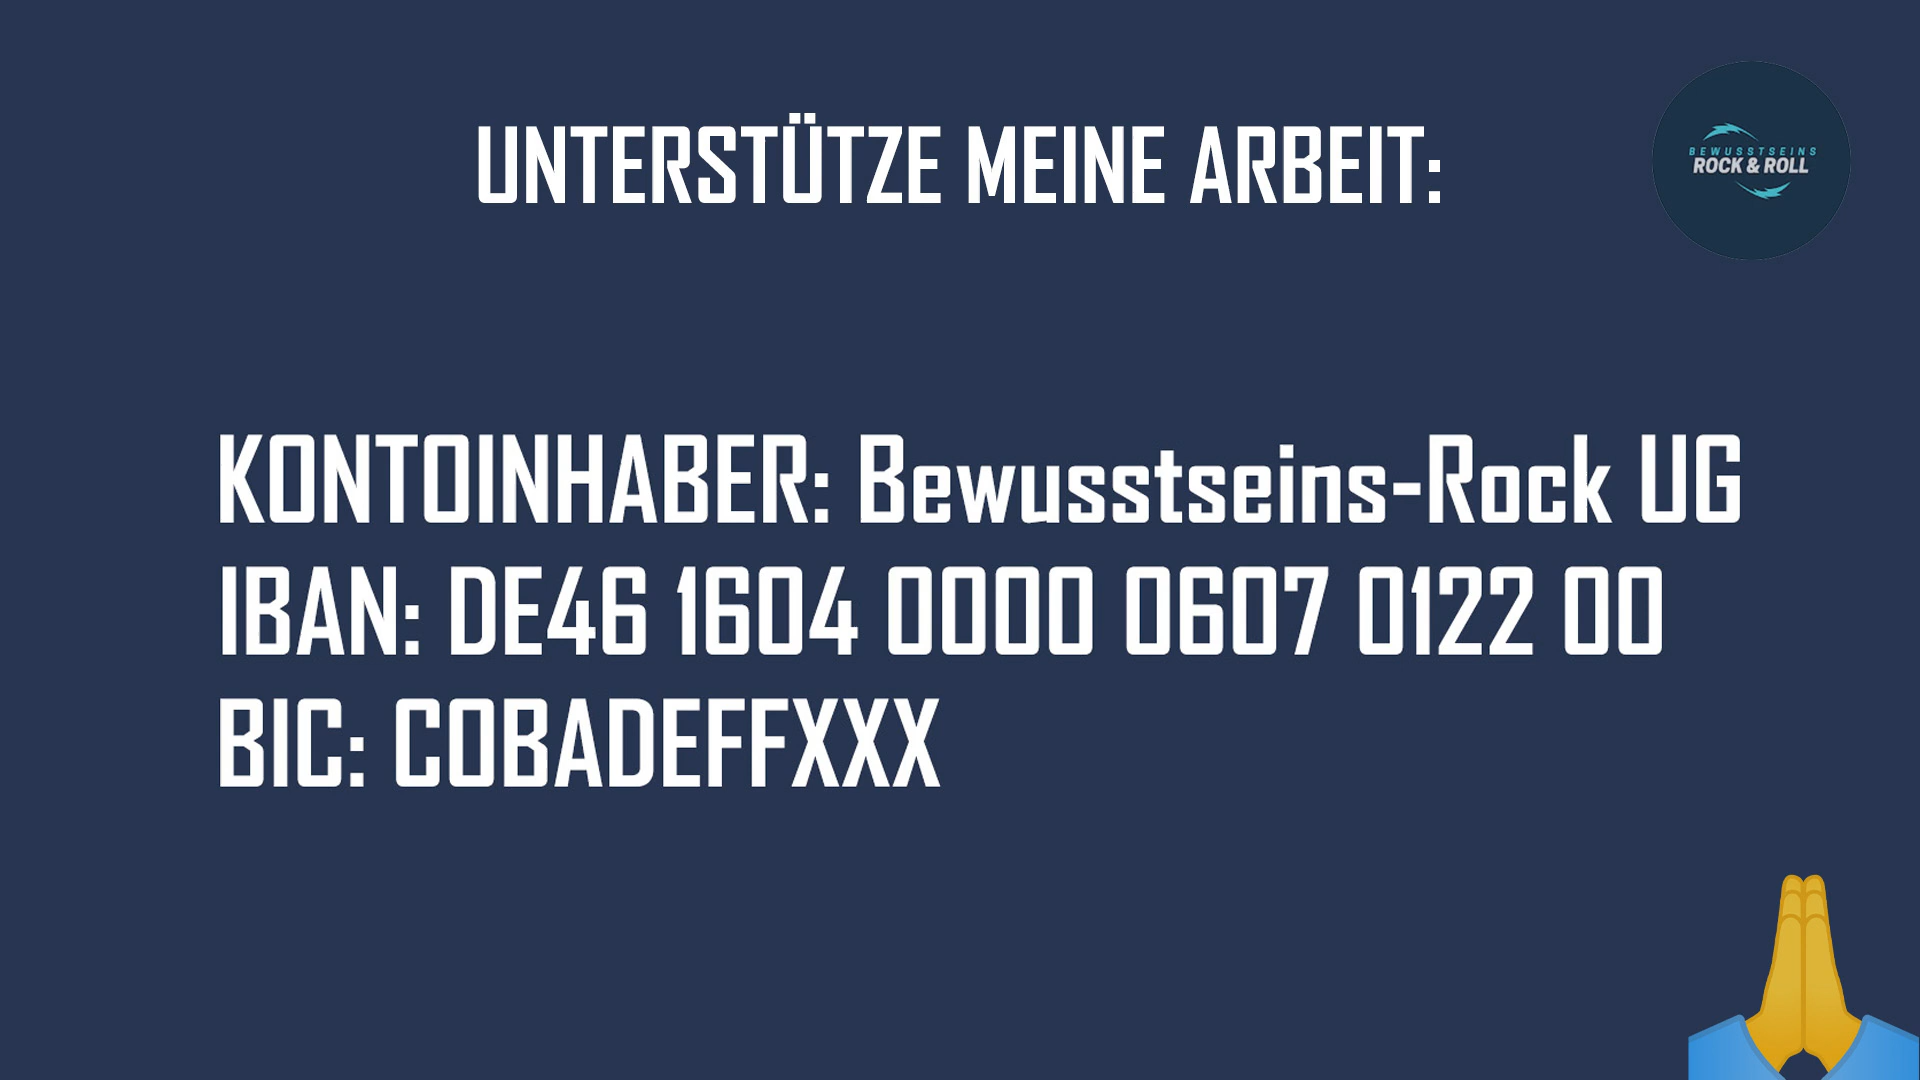 UNTERSTÜTZE MEINE ARBEIT:
BEWUSSTSEINS
ROCK & ROLL
KONTOINHABER: Bewusstseins-Rock UG
IBAN: DE46 1604 0000 0607 0122 00
BIC: COBADEFFXXX